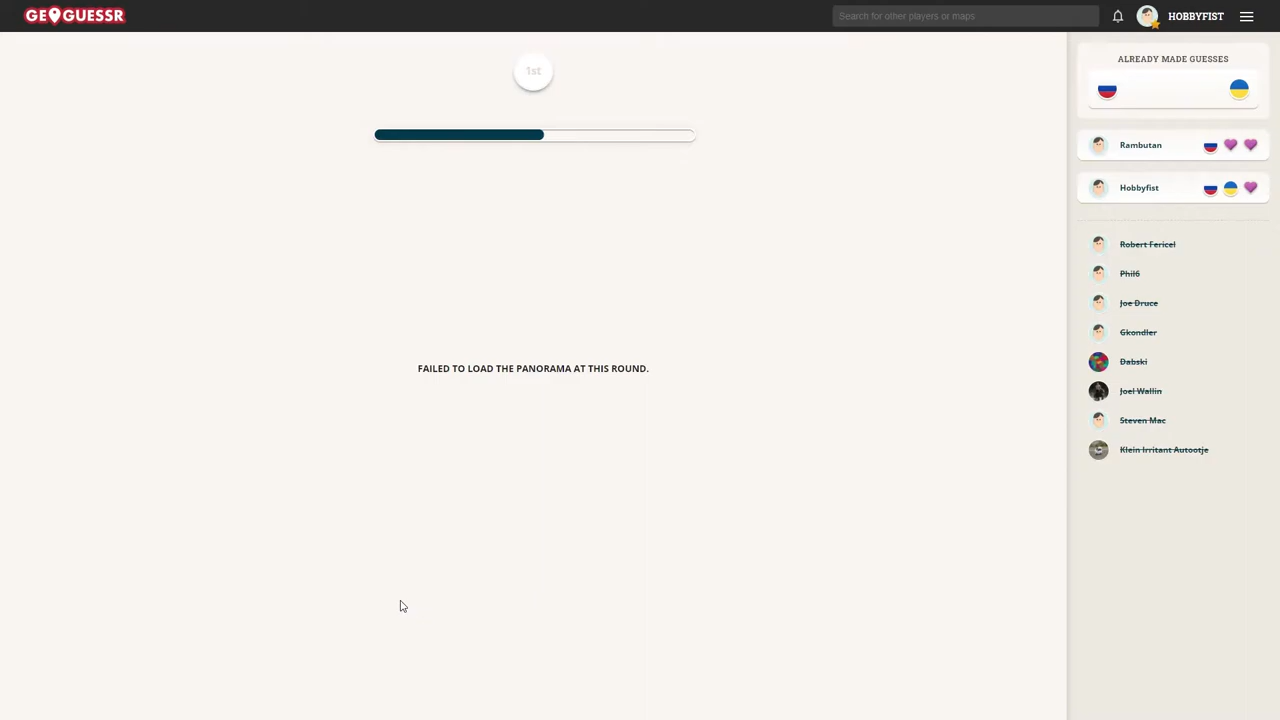 GEOGUESSR
Search for other players or maps
HOBBYFIST
1st
FAILED TO LOAD THE PANORAMA AT THIS ROUND.
ALREADY MADE GUESSES
Rambutan
Hobbyfist
Robert Fericel
Phil6
Joe Druce
Gkondler
Dabski
Joel Wallin
Steven Mac
Klein Irritant Autootje